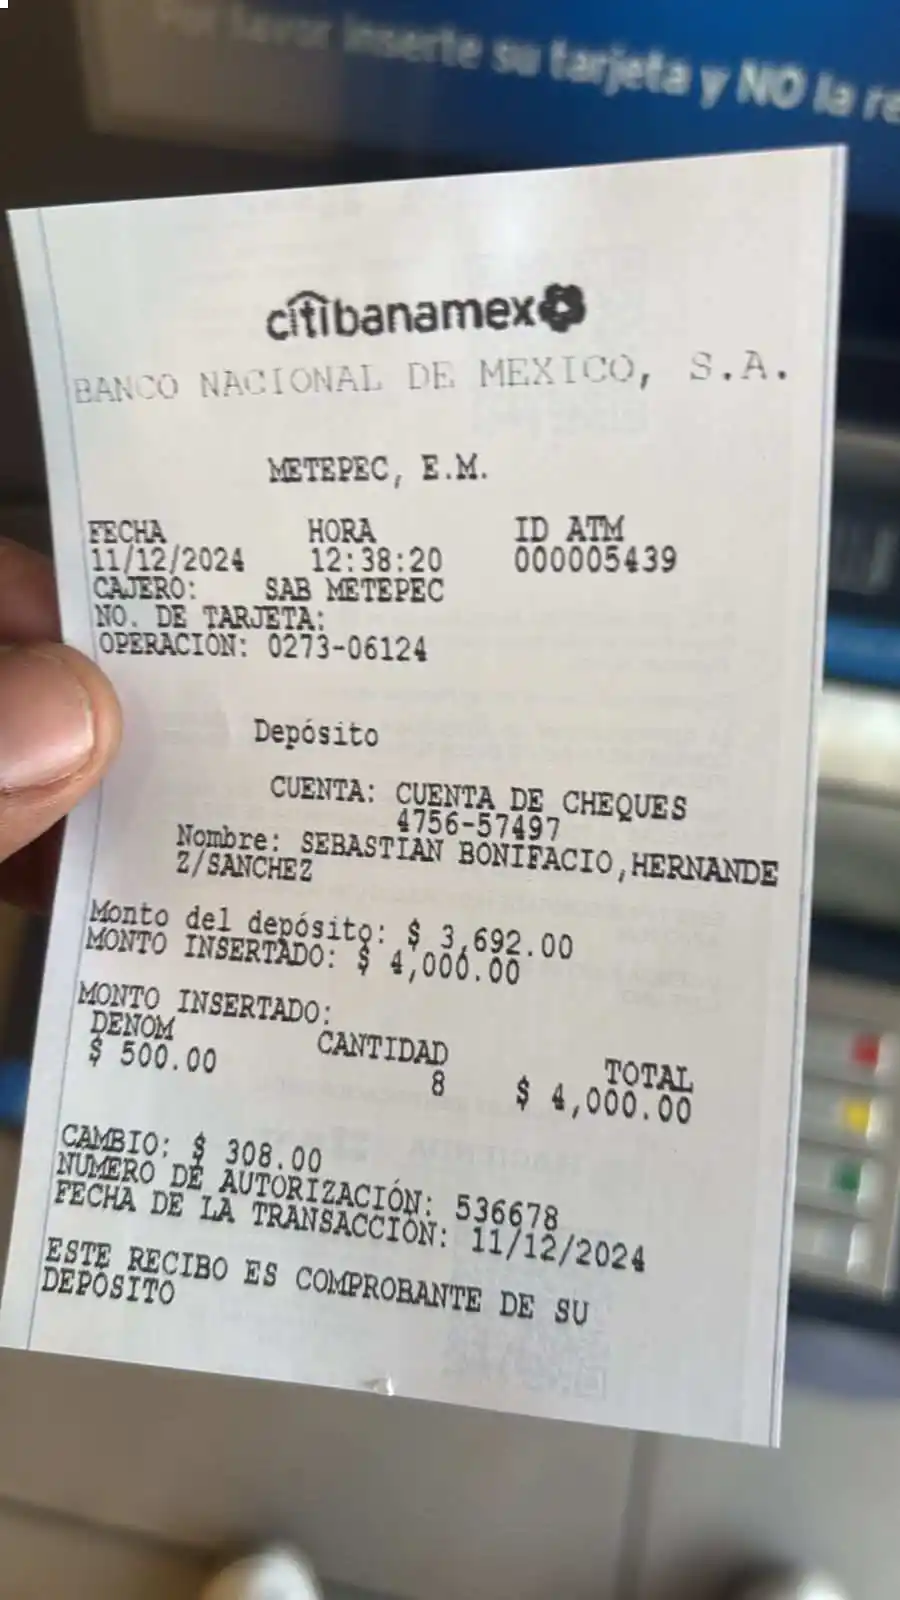 Por favor inserte su tarjeta y NO la re
citibanamex
BANCO NACIONAL DE MEXICO, S.A.
METEPEC, E.M.
FECHA HORA ID ATM
11/12/2024 12:38:20 000005439
CAJERO: SAB METEPEC
NO. DE TARJETA:
OPERACIÓN: 0273-06124
Depósito
CUENTA: CUENTA DE CHEQUES
4756-57497
Nombre: SEBASTIAN BONIFACIO,HERNANDE
Z/SANCHEZ
Monto del depósito: $ 3,692.00
MONTO INSERTADO: $ 4,000.00
MONTO INSERTADO:
DENOM CANTIDAD TOTAL
$ 500.00 8 $ 4,000.00
CAMBIO: $ 308.00
NUMERO DE AUTORIZACIÓN: 536678
FECHA DE LA TRANSACCIÓN: 11/12/2024
ESTE RECIBO ES COMPROBANTE DE SU
DEPÓSITO